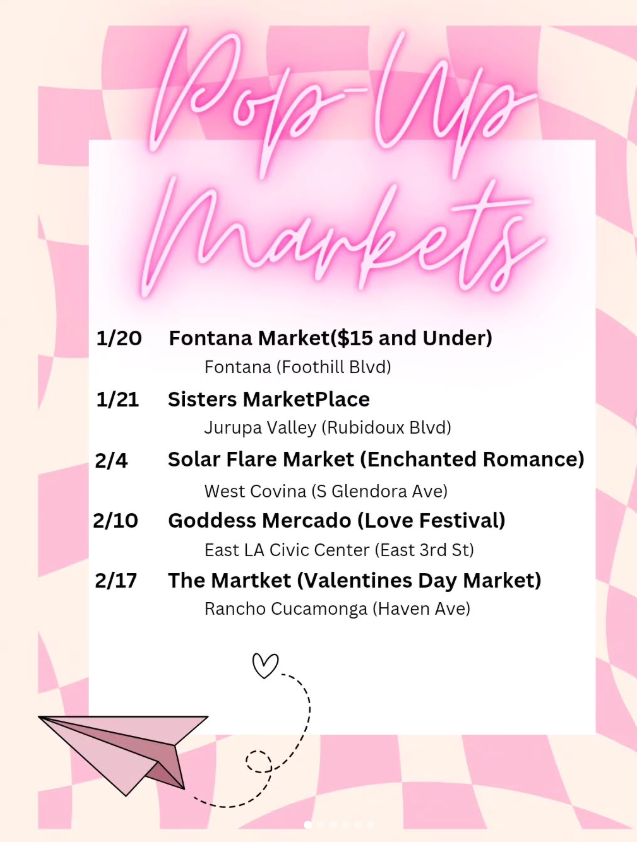 Pop-Up
Markets
1/20 Fontana Market($15 and Under)
Fontana (Foothill Blvd)
1/21 Sisters MarketPlace
Jurupa Valley (Rubidoux Blvd)
2/4 Solar Flare Market (Enchanted Romance)
West Covina (S Glendora Ave)
2/10 Goddess Mercado (Love Festival)
East LA Civic Center (East 3rd St)
2/17 The Martket (Valentines Day Market)
Rancho Cucamonga (Haven Ave)